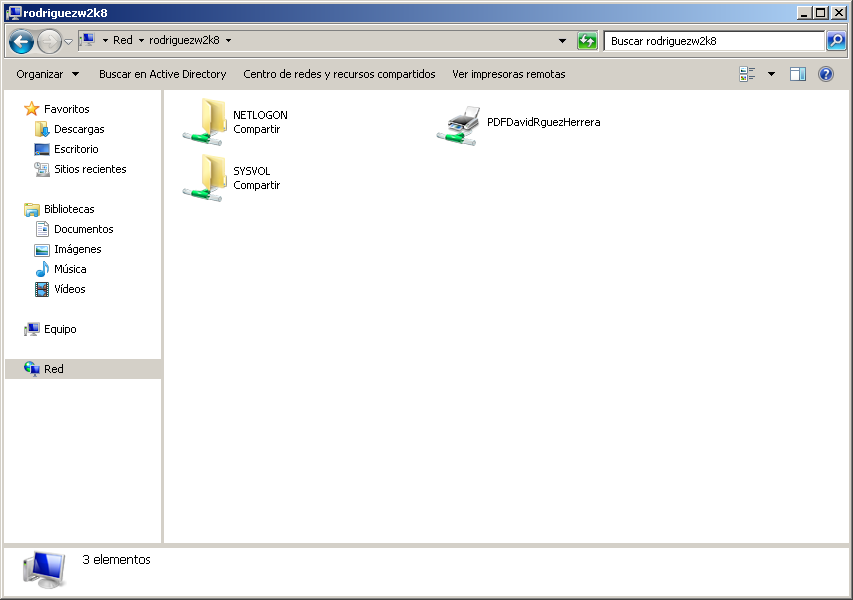 rodriguezw2k8
Red rodriguezw2k8
Buscar rodriguezw2k8
Organizar Buscar en Active Directory Centro de redes y recursos compartidos Ver impresoras remotas
Favoritos
Descargas
Escritorio
Sitios recientes
Bibliotecas
Documentos
Imágenes
Música
Vídeos
Equipo
Red
NETLOGON
Compartir
PDFDavidRguezHerrera
SYSVOL
Compartir
3 elementos